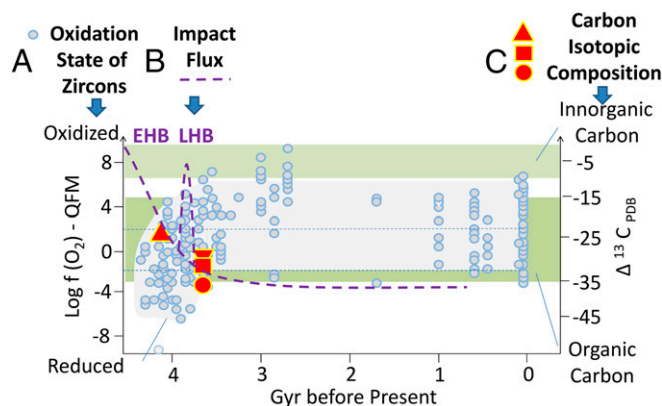 A
Oxidation
State of
Zircons
B
Impact
Flux
C
Carbon
Isotopic
Composition
Oxidized
EHB
LHB
Innorganic
Carbon
8
4
0
-4
-8
Log f (O2) - QFM
Reduced
-5
-15
-25
-35
-45
Δ 13 C PDB
Organic
Carbon
4
3
2
1
0
Gyr before Present